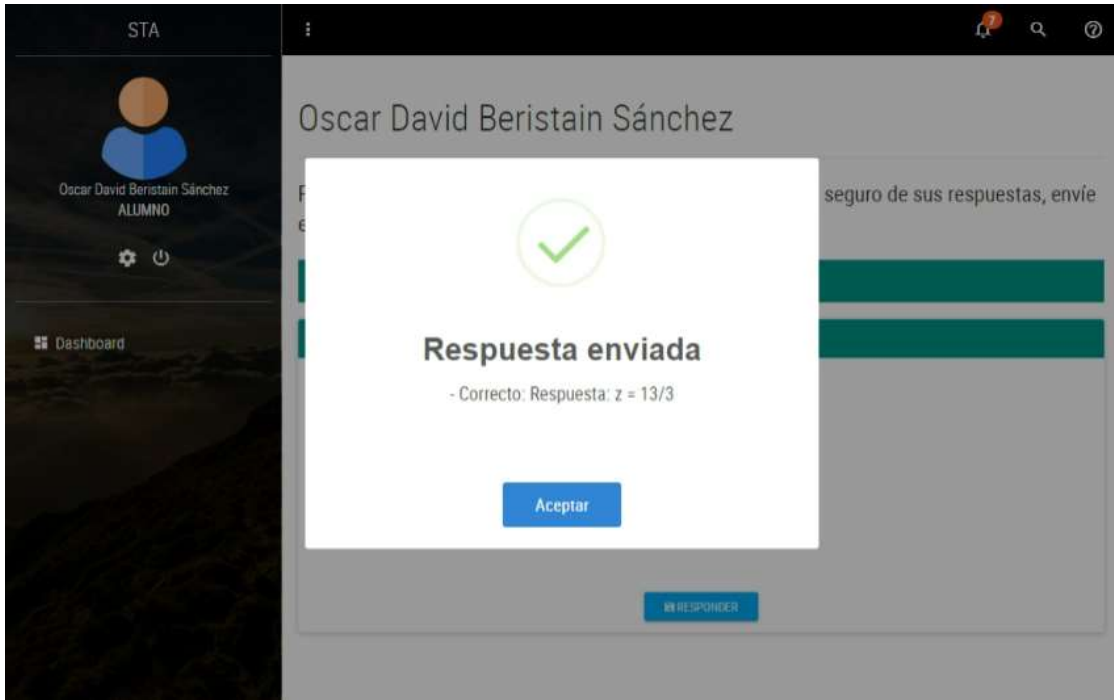 STA
7
Oscar David Beristain Sánchez
ALUMNO
Dashboard
Oscar David Beristain Sánchez
seguro de sus respuestas, envíe
Respuesta enviada
- Correcto: Respuesta: z = 13/3
Aceptar
RESPONDER